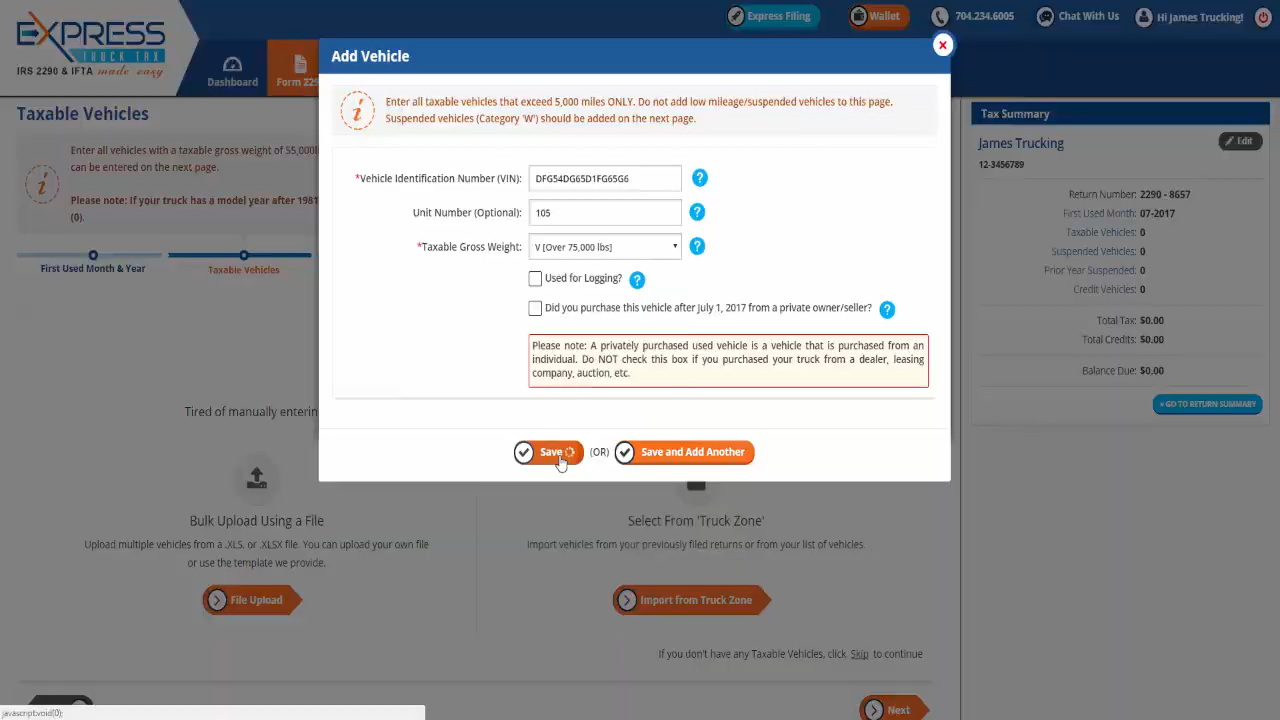 EXPRESS
TRUCK TAX
IRS 2290 & IFTA made easy
Dashboard
Form 229
Express Filing
Wallet
704.234.6005
Chat With Us
Hi James Trucking!
Taxable Vehicles
Enter all vehicles with a taxable gross weight of 55,000l
can be entered on the next page.
Please note: If your truck has a model year after 1981
(0).
First Used Month & Year
Taxable Vehicles
Add Vehicle
x
Enter all taxable vehicles that exceed 5,000 miles ONLY. Do not add low mileage/suspended vehicles to this page.
Suspended vehicles (Category 'W') should be added on the next page.
*Vehicle Identification Number (VIN): DFG54DG65D1FG65G6 ?
Unit Number (Optional): 105 ?
*Taxable Gross Weight: V [Over 75,000 lbs] ?
Used for Logging? ?
Did you purchase this vehicle after July 1, 2017 from a private owner/seller? ?
Please note: A privately purchased used vehicle is a vehicle that is purchased from an
individual. Do NOT check this box if you purchased your truck from a dealer, leasing
company, auction, etc.
Save (OR) Save and Add Another
Tax Summary
James Trucking
Edit
12-3456789
Return Number: 2290 - 8657
First Used Month: 07-2017
Taxable Vehicles: 0
Suspended Vehicles: 0
Prior Year Suspended: 0
Credit Vehicles: 0
Total Tax: $0.00
Total Credits: $0.00
Balance Due: $0.00
« GO TO RETURN SUMMARY
Tired of manually enterin
Bulk Upload Using a File
Upload multiple vehicles from a .XLS, or .XLSX file. You can upload your own file
or use the template we provide.
File Upload
Select From 'Truck Zone'
Import vehicles from your previously filed returns or from your list of vehicles.
Import from Truck Zone
If you don't have any Taxable Vehicles, click Skip to continue
Next
javascript:void(0);